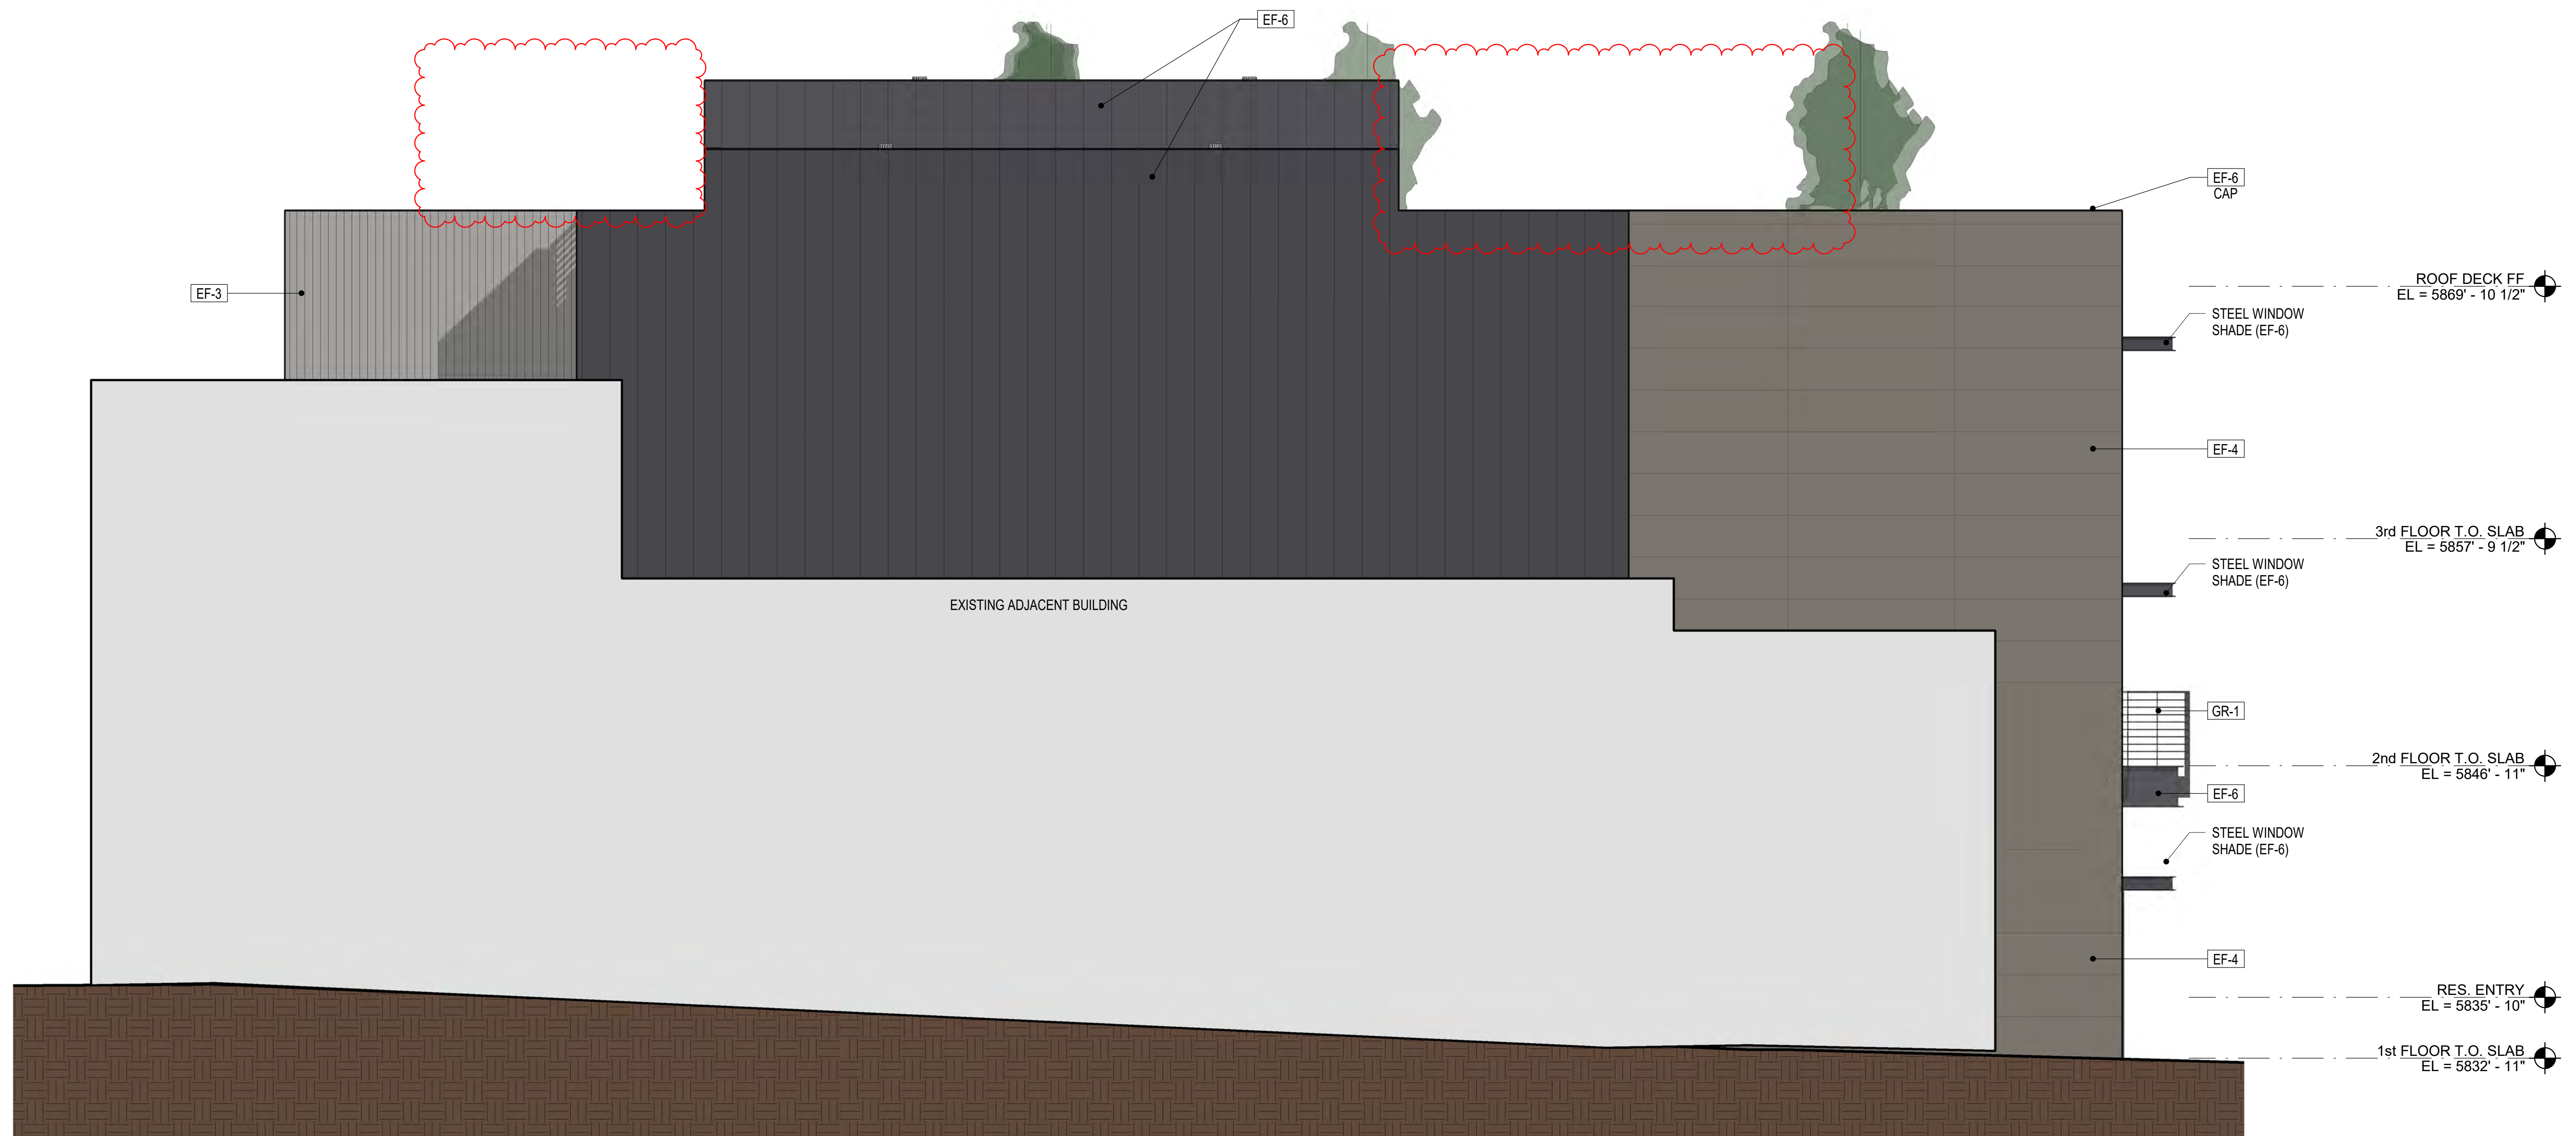 EF-6
EF-6
CAP
ROOF DECK FF
EL = 5869' - 10 1/2"
EF-3
STEEL WINDOW
SHADE (EF-6)
EF-4
3rd FLOOR T.O. SLAB
EL = 5857' - 9 1/2"
STEEL WINDOW
SHADE (EF-6)
EXISTING ADJACENT BUILDING
GR-1
2nd FLOOR T.O. SLAB
EL = 5846' - 11"
EF-6
STEEL WINDOW
SHADE (EF-6)
EF-4
RES. ENTRY
EL = 5835' - 10"
1st FLOOR T.O. SLAB
EL = 5832' - 11"